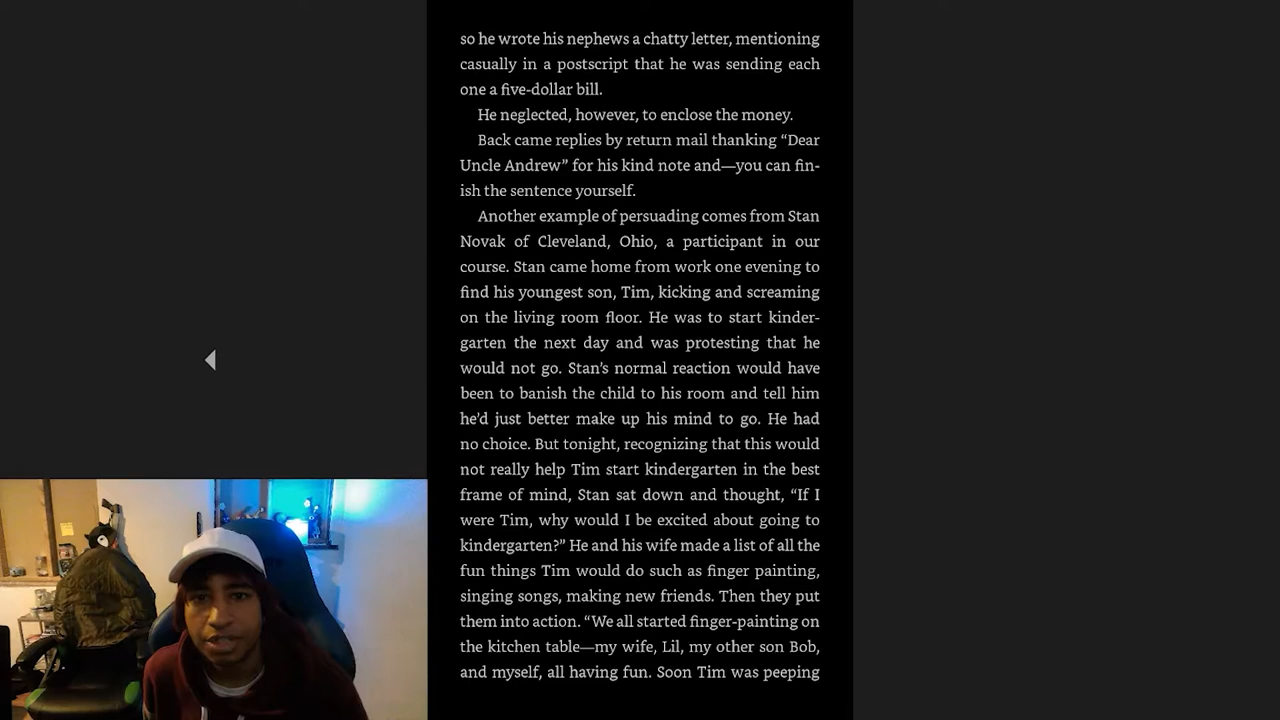 so he wrote his nephews a chatty letter, mentioning
casually in a postscript that he was sending each
one a five-dollar bill.
He neglected, however, to enclose the money.
Back came replies by return mail thanking “Dear
Uncle Andrew” for his kind note and—you can fin-
ish the sentence yourself.
Another example of persuading comes from Stan
Novak of Cleveland, Ohio, a participant in our
course. Stan came home from work one evening to
find his youngest son, Tim, kicking and screaming
on the living room floor. He was to start kinder-
garten the next day and was protesting that he
would not go. Stan’s normal reaction would have
been to banish the child to his room and tell him
he’d just better make up his mind to go. He had
no choice. But tonight, recognizing that this would
not really help Tim start kindergarten in the best
frame of mind, Stan sat down and thought, “If I
were Tim, why would I be excited about going to
kindergarten?” He and his wife made a list of all the
fun things Tim would do such as finger painting,
singing songs, making new friends. Then they put
them into action. “We all started finger-painting on
the kitchen table—my wife, Lil, my other son Bob,
and myself, all having fun. Soon Tim was peeping